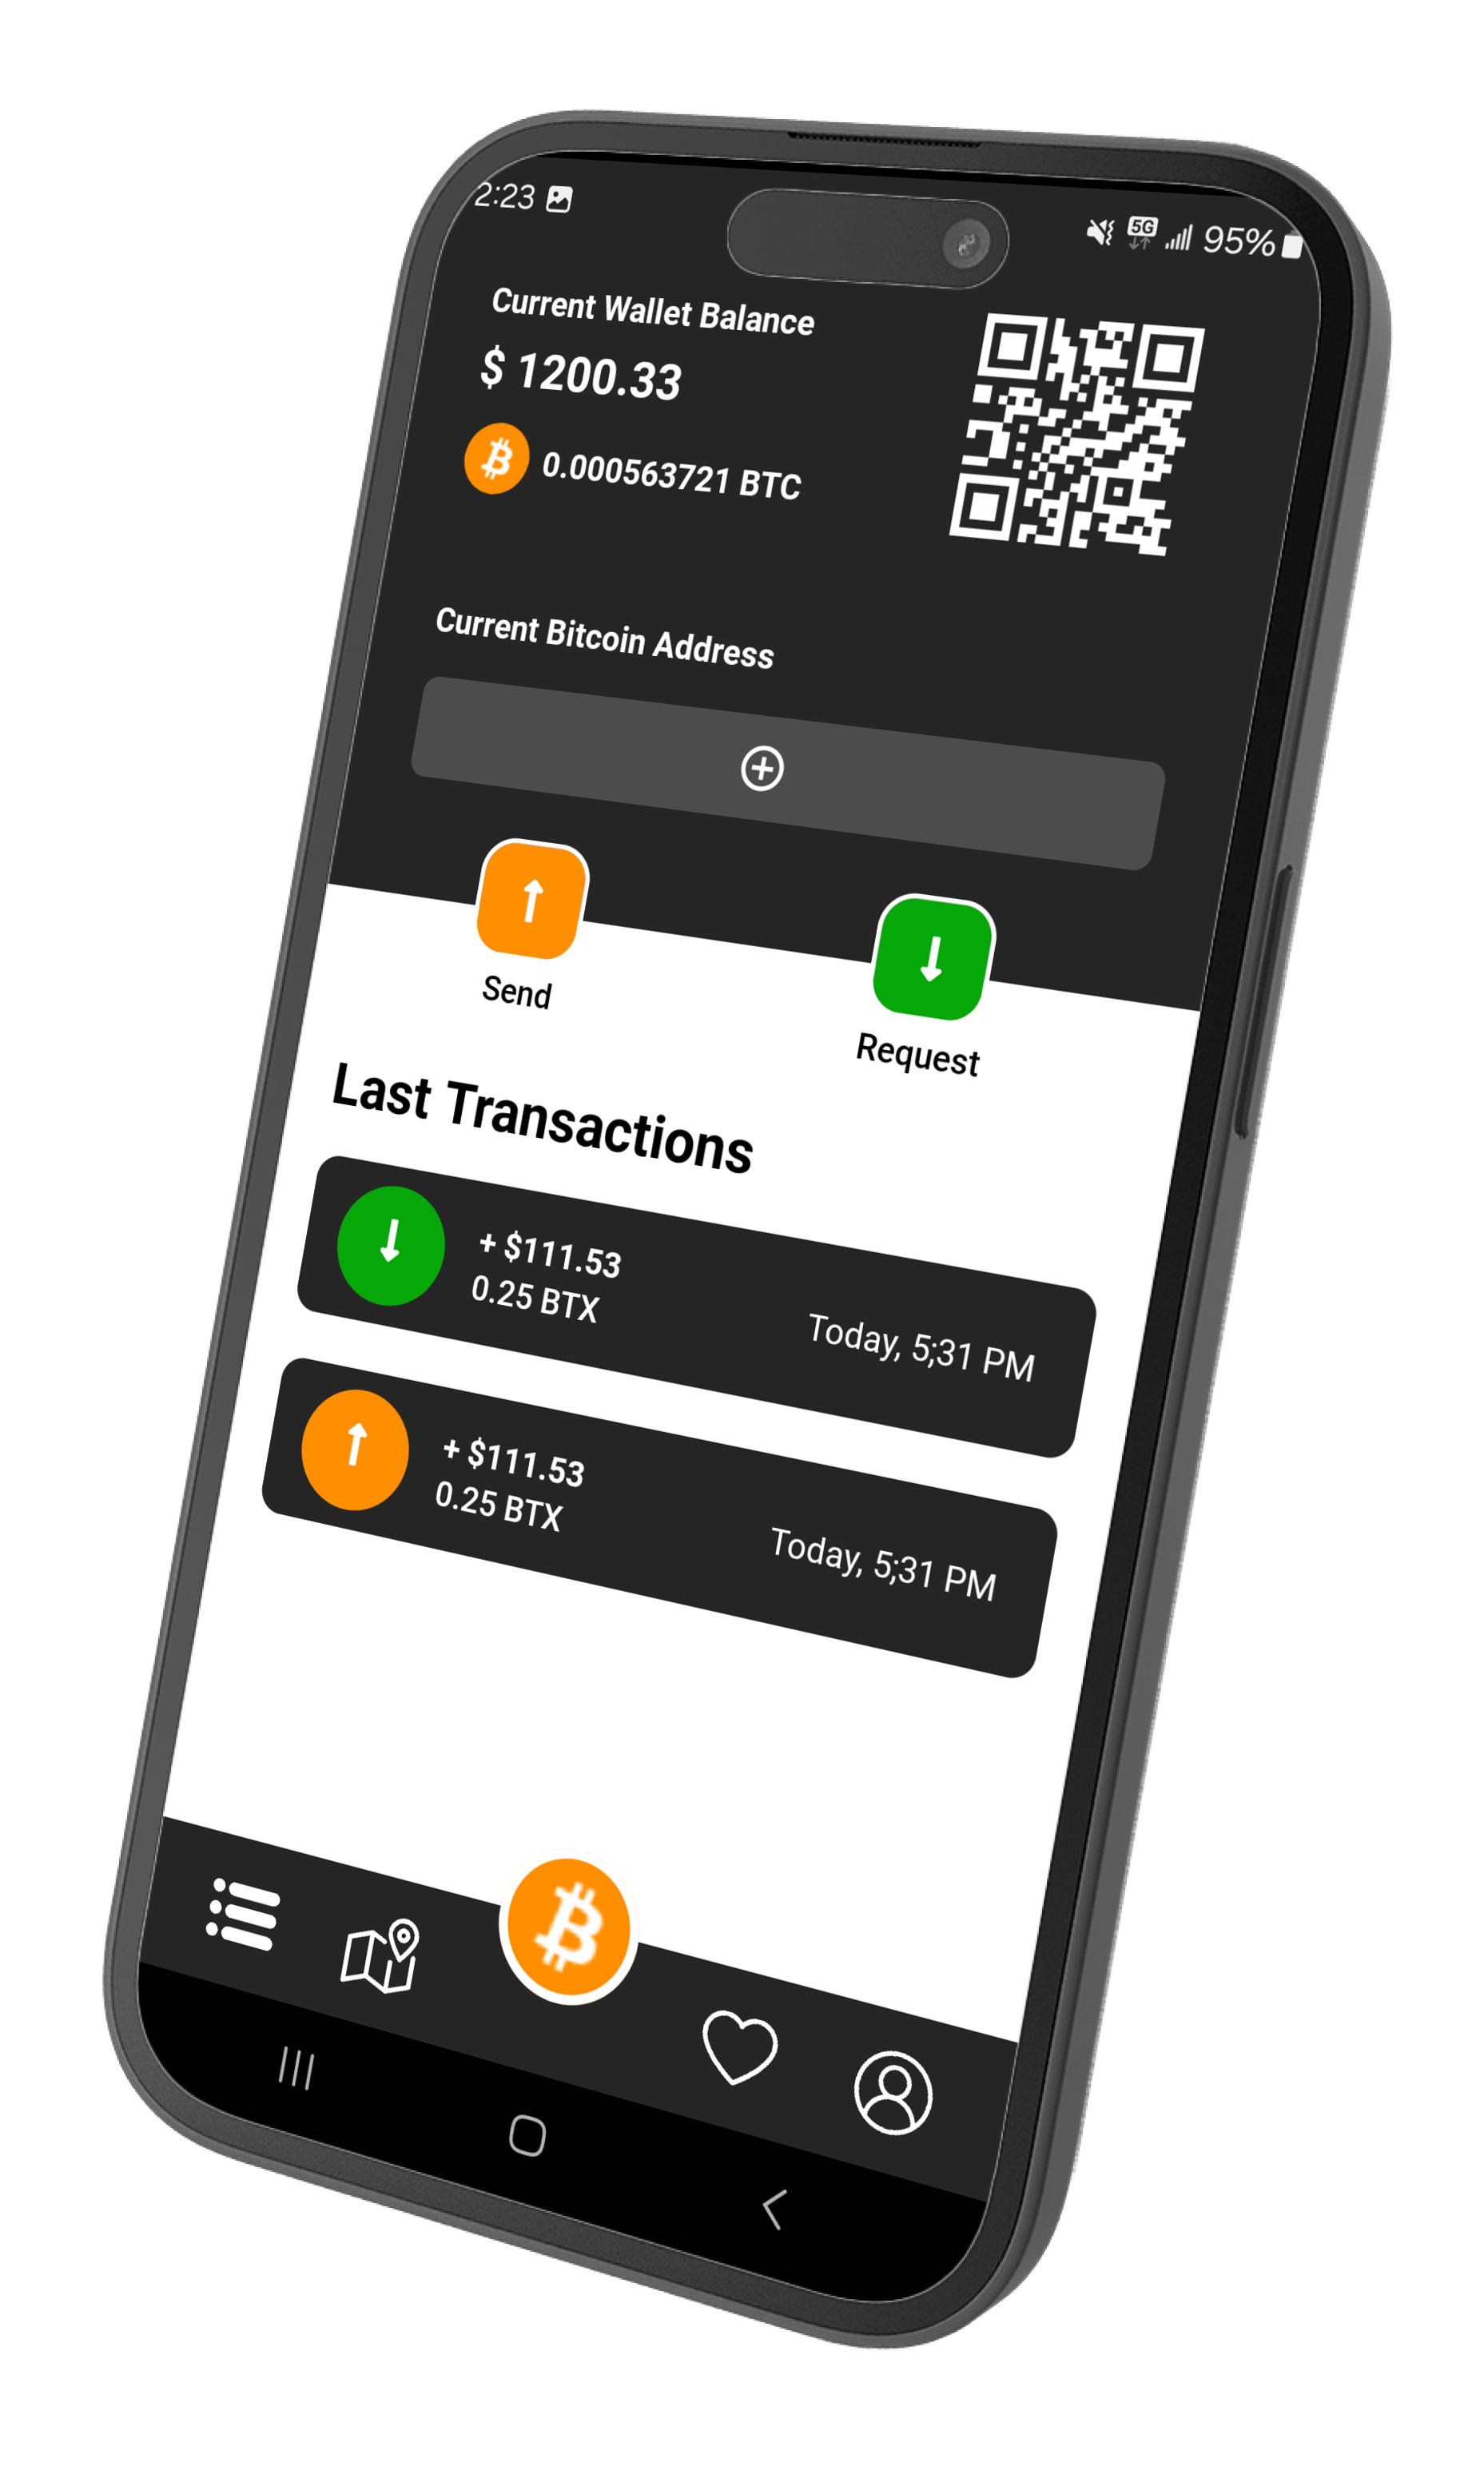 2:23
5G
95%
Current Wallet Balance
$ 1200.33
0.000563721 BTC
Current Bitcoin Address
Send
Request
Last Transactions
+ $111.53
0.25 BTX
Today, 5;31 PM
+ $111.53
0.25 BTX
Today, 5;31 PM